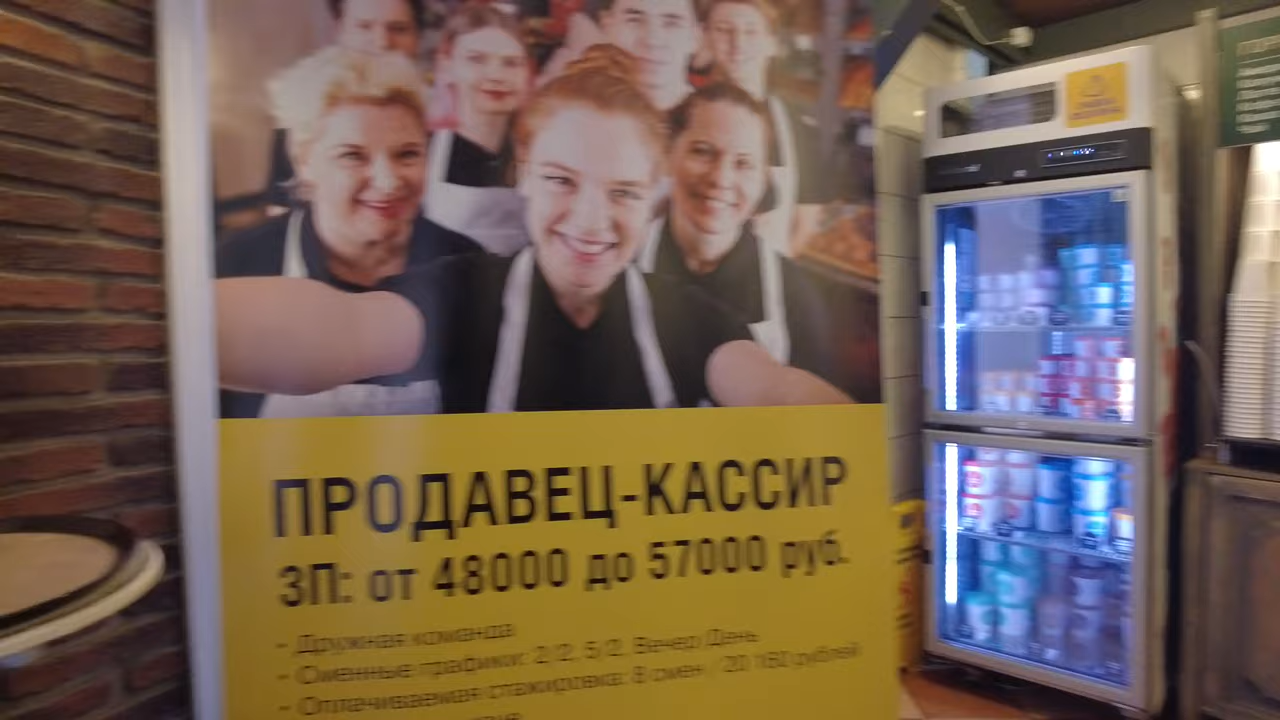 ПРОДАВЕЦ-КАССИР
ЗП: от 48000 до 57000 руб.
- Дружная команда
- Сменные графики: 2/2, 5/2. Вечер/День
- Оплачиваемая стажировка: 8 смен / 20 160 рублей